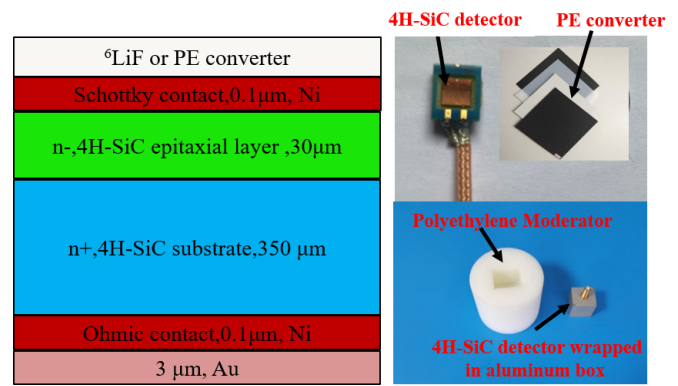 ⁶LiF or PE converter
Schottky contact,0.1μm, Ni
n-,4H-SiC epitaxial layer ,30μm
n+,4H-SiC substrate,350 μm
Ohmic contact,0.1μm, Ni
3 μm, Au
4H-SiC detector
PE converter
Polyethylene Moderator
4H-SiC detector wrapped
in aluminum box